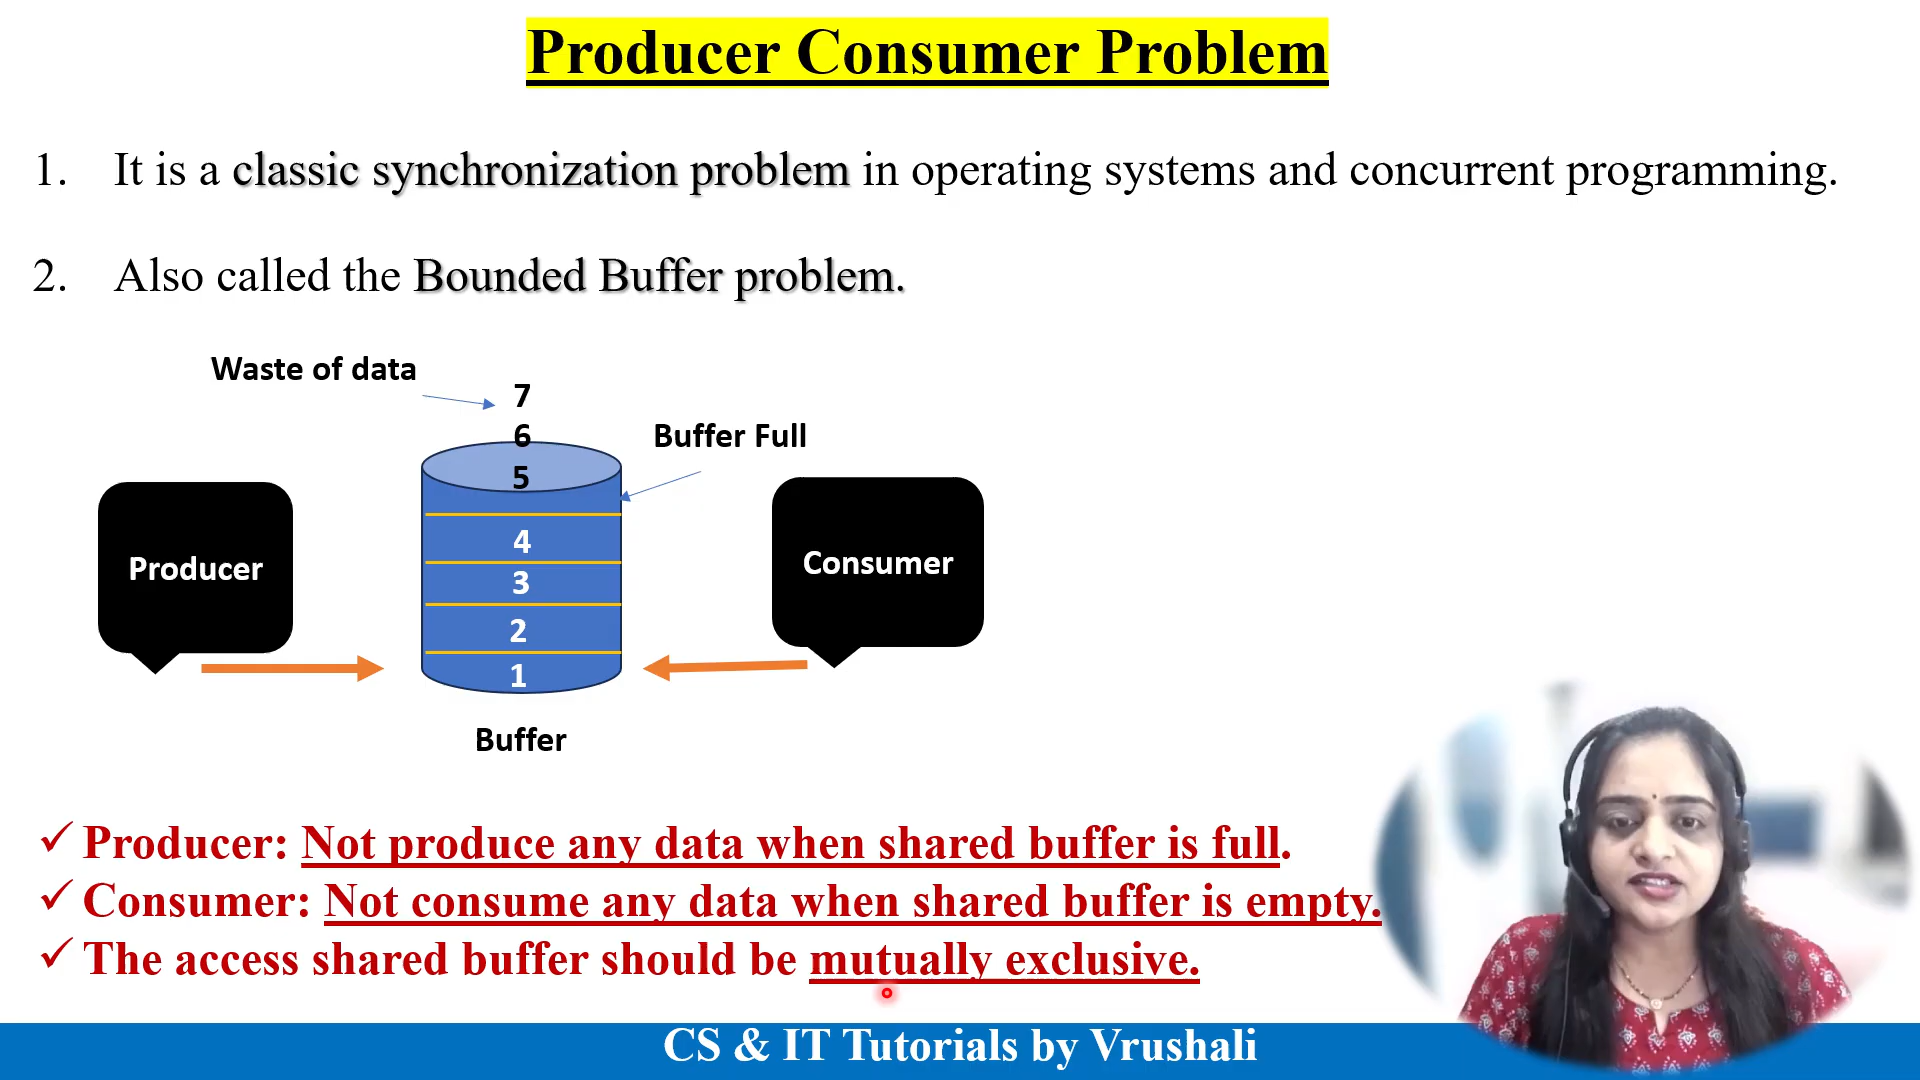 Producer Consumer Problem
1. It is a classic synchronization problem in operating systems and concurrent programming.
2. Also called the Bounded Buffer problem.
Waste of data
7
6
Buffer Full
5
4
Producer
Consumer
3
2
1
Buffer
✓ Producer: Not produce any data when shared buffer is full.
✓ Consumer: Not consume any data when shared buffer is empty.
✓ The access shared buffer should be mutually exclusive.
CS & IT Tutorials by Vrushali